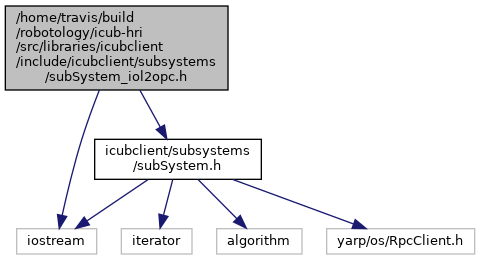 /home/travis/build
/robotology/icub-hri
/src/libraries/icubclient
/include/icubclient/subsystems
/subSystem_iol2opc.h
icubclient/subsystems
/subSystem.h
iostream
iterator
algorithm
yarp/os/RpcClient.h